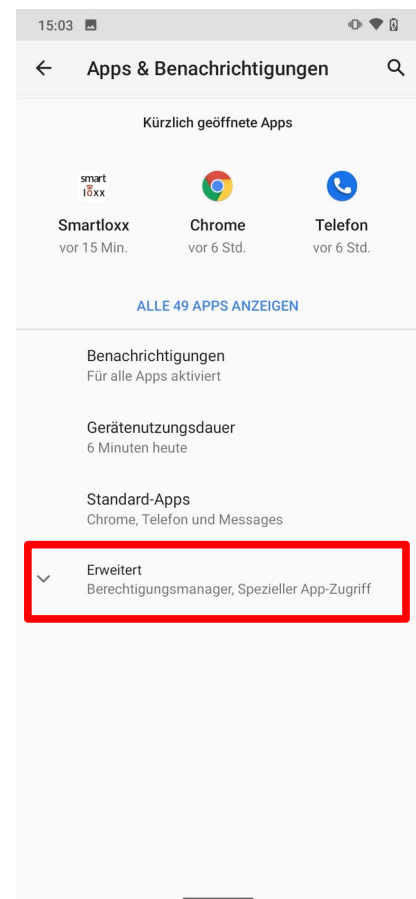 15:03
Apps & Benachrichtigungen
Kürzlich geöffnete Apps
smart
löxx
Smartloxx
Chrome
Telefon
vor 15 Min.
vor 6 Std.
vor 6 Std.
ALLE 49 APPS ANZEIGEN
Benachrichtigungen
Für alle Apps aktiviert
Gerätenutzungsdauer
6 Minuten heute
Standard-Apps
Chrome, Telefon und Messages
Erweitert
Berechtigungsmanager, Spezieller App-Zugriff